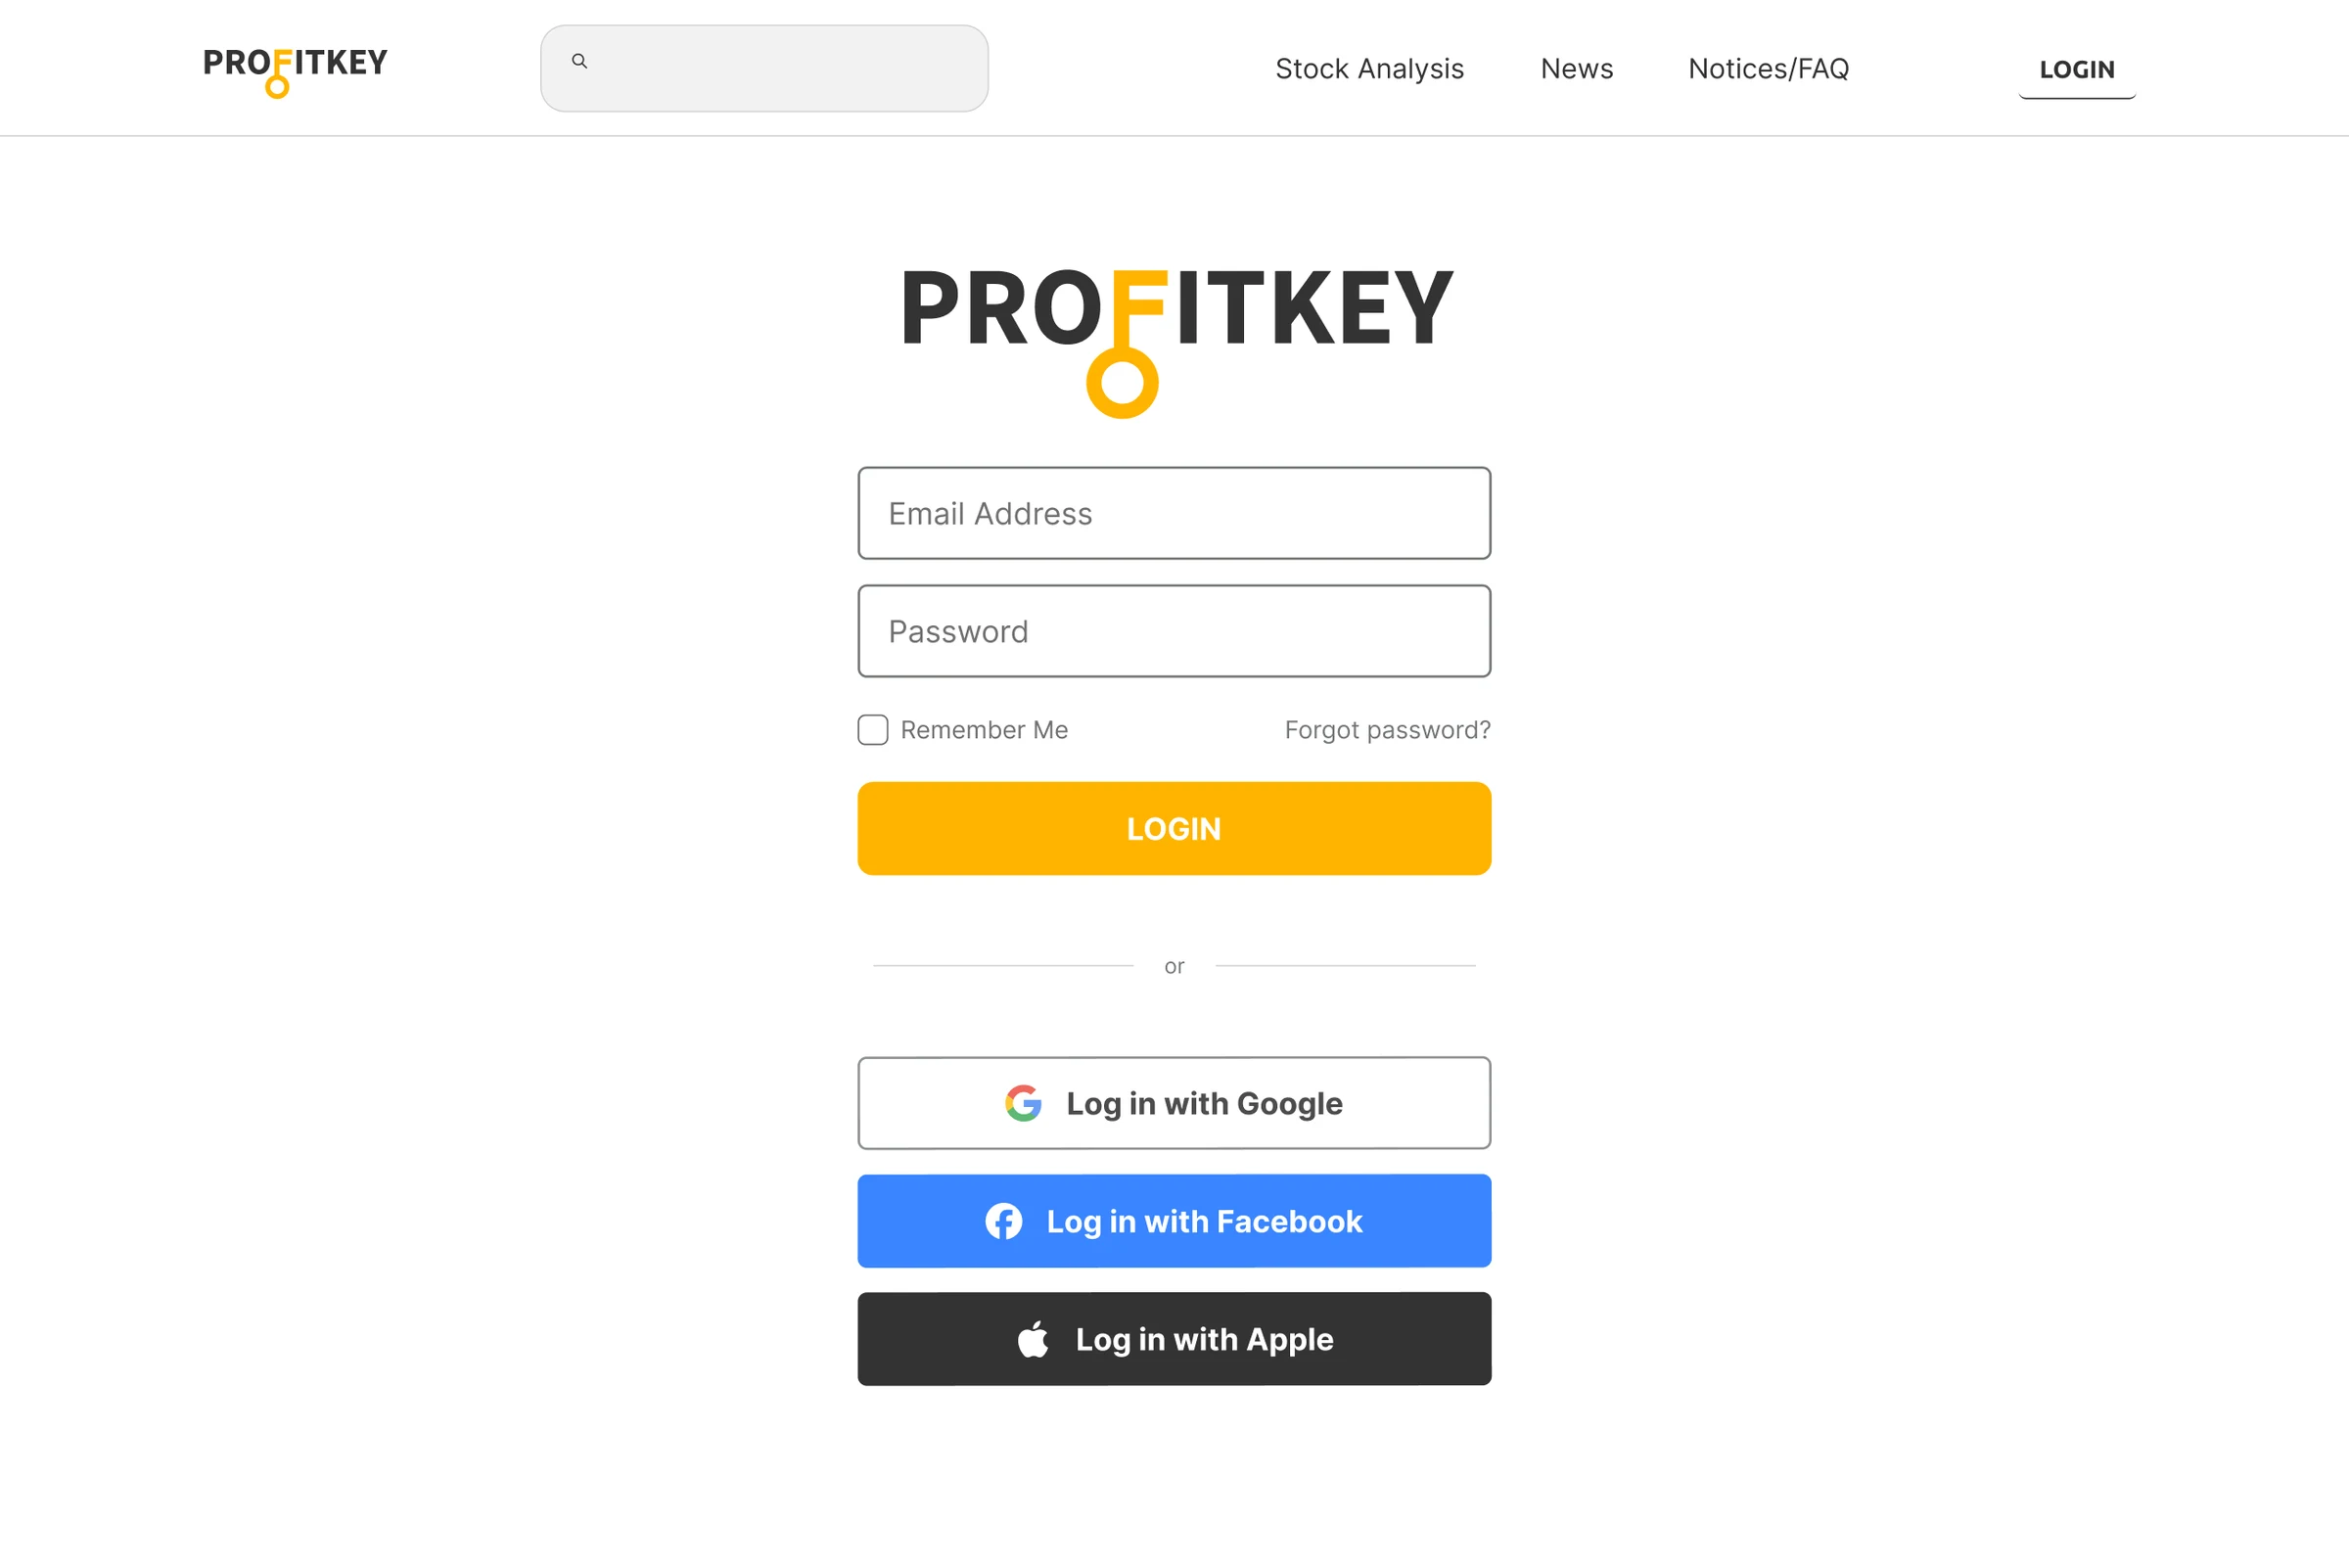 PROFITKEY
Stock Analysis
News
Notices/FAQ
LOGIN
PROFITKEY
Email Address
Password
Remember Me
Forgot password?
LOGIN
or
Log in with Google
Log in with Facebook
Log in with Apple